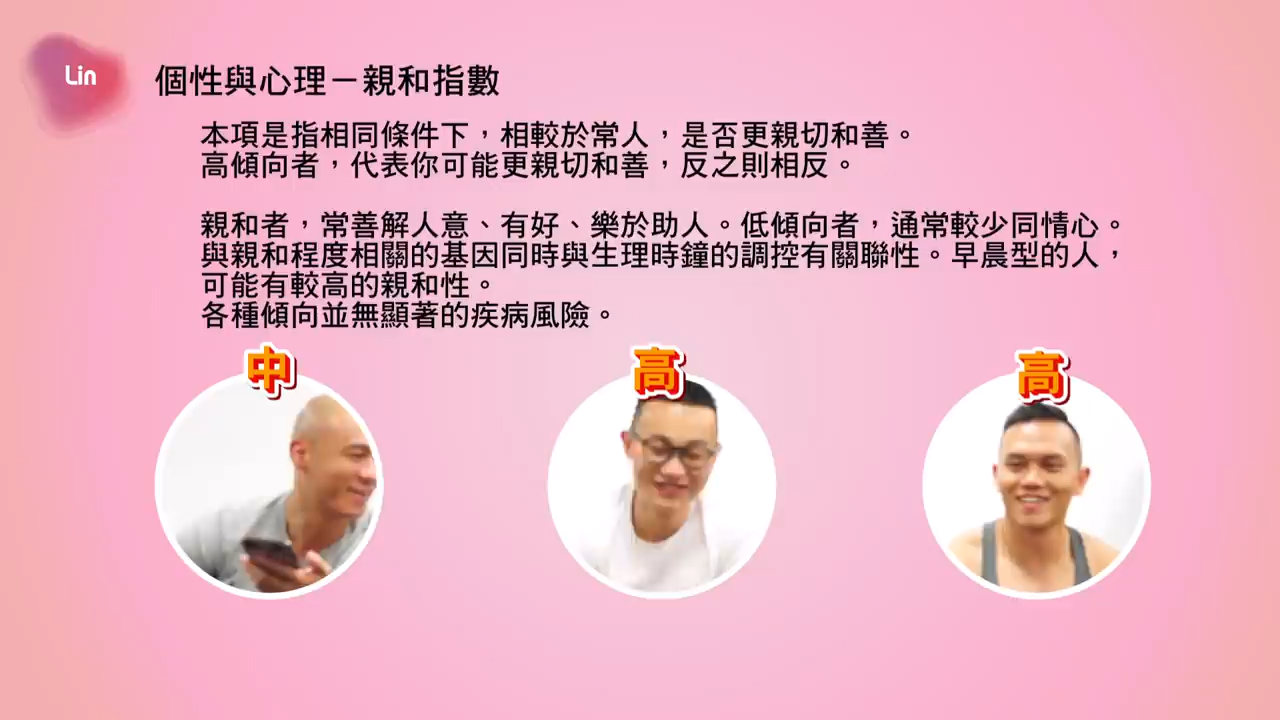 Lin
個性與心理－親和指數
本項是指相同條件下，相較於常人，是否更親切和善。
高傾向者，代表你可能更親切和善，反之則相反。
親和者，常善解人意、有好、樂於助人。低傾向者，通常較少同情心。
與親和程度相關的基因同時與生理時鐘的調控有關聯性。早晨型的人，
可能有較高的親和性。
各種傾向並無顯著的疾病風險。
中
高
高